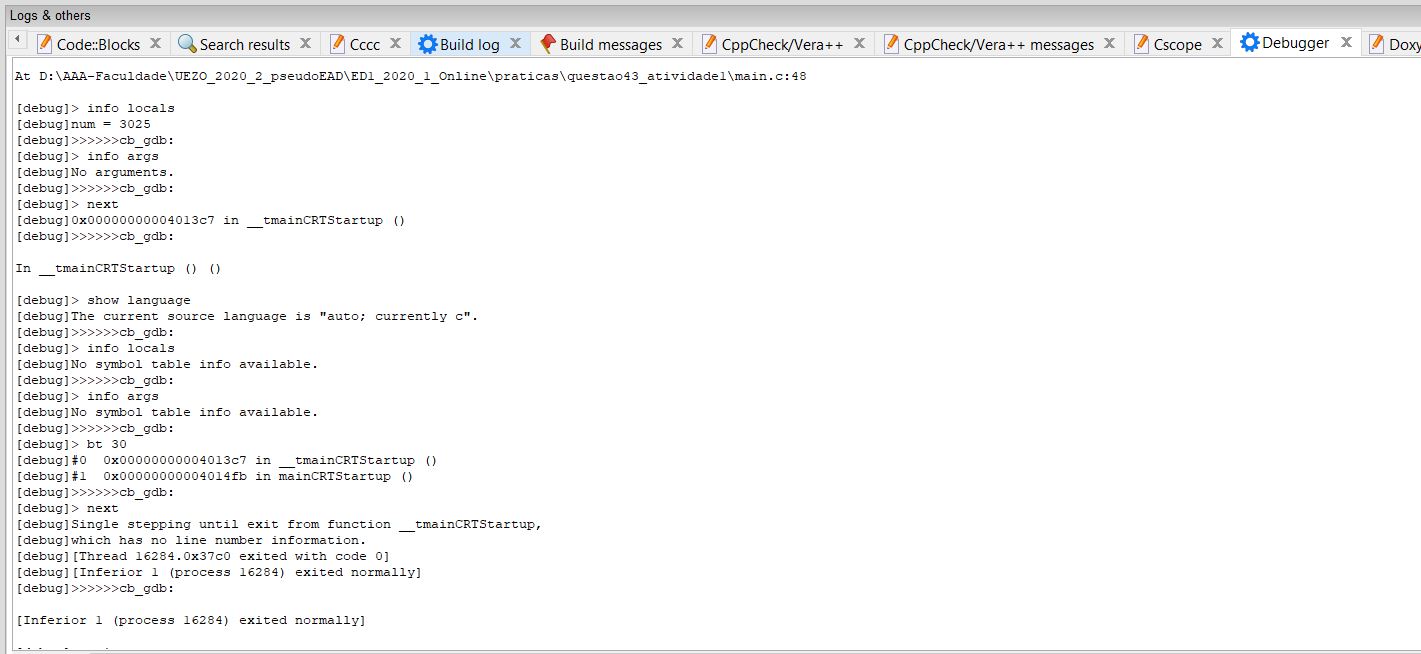 Logs & others
Code::Blocks X Search results X Cccc X Build log X Build messages X CppCheck/Vera++ X CppCheck/Vera++ messages X Cscope X Debugger X Doxy
At D:\AAA-Faculdade\UEZO_2020_2_pseudoEAD\ED1_2020_1_Online\praticas\questao43_atividade1\main.c:48
[debug]> info locals
[debug]num = 3025
[debug]>>>>>>cb_gdb:
[debug]> info args
[debug]No arguments.
[debug]>>>>>>cb_gdb:
[debug]> next
[debug]0x00000000004013c7 in __tmainCRTStartup ()
[debug]>>>>>>cb_gdb:
In __tmainCRTStartup () ()
[debug]> show language
[debug]The current source language is "auto; currently c".
[debug]>>>>>>cb_gdb:
[debug]> info locals
[debug]No symbol table info available.
[debug]>>>>>>cb_gdb:
[debug]> info args
[debug]No symbol table info available.
[debug]>>>>>>cb_gdb:
[debug]> bt 30
[debug]#0  0x00000000004013c7 in __tmainCRTStartup ()
[debug]#1  0x00000000004014fb in mainCRTStartup ()
[debug]>>>>>>cb_gdb:
[debug]> next
[debug]Single stepping until exit from function __tmainCRTStartup,
[debug]which has no line number information.
[debug][Thread 16284.0x37c0 exited with code 0]
[debug][Inferior 1 (process 16284) exited normally]
[debug]>>>>>>cb_gdb:
[Inferior 1 (process 16284) exited normally]